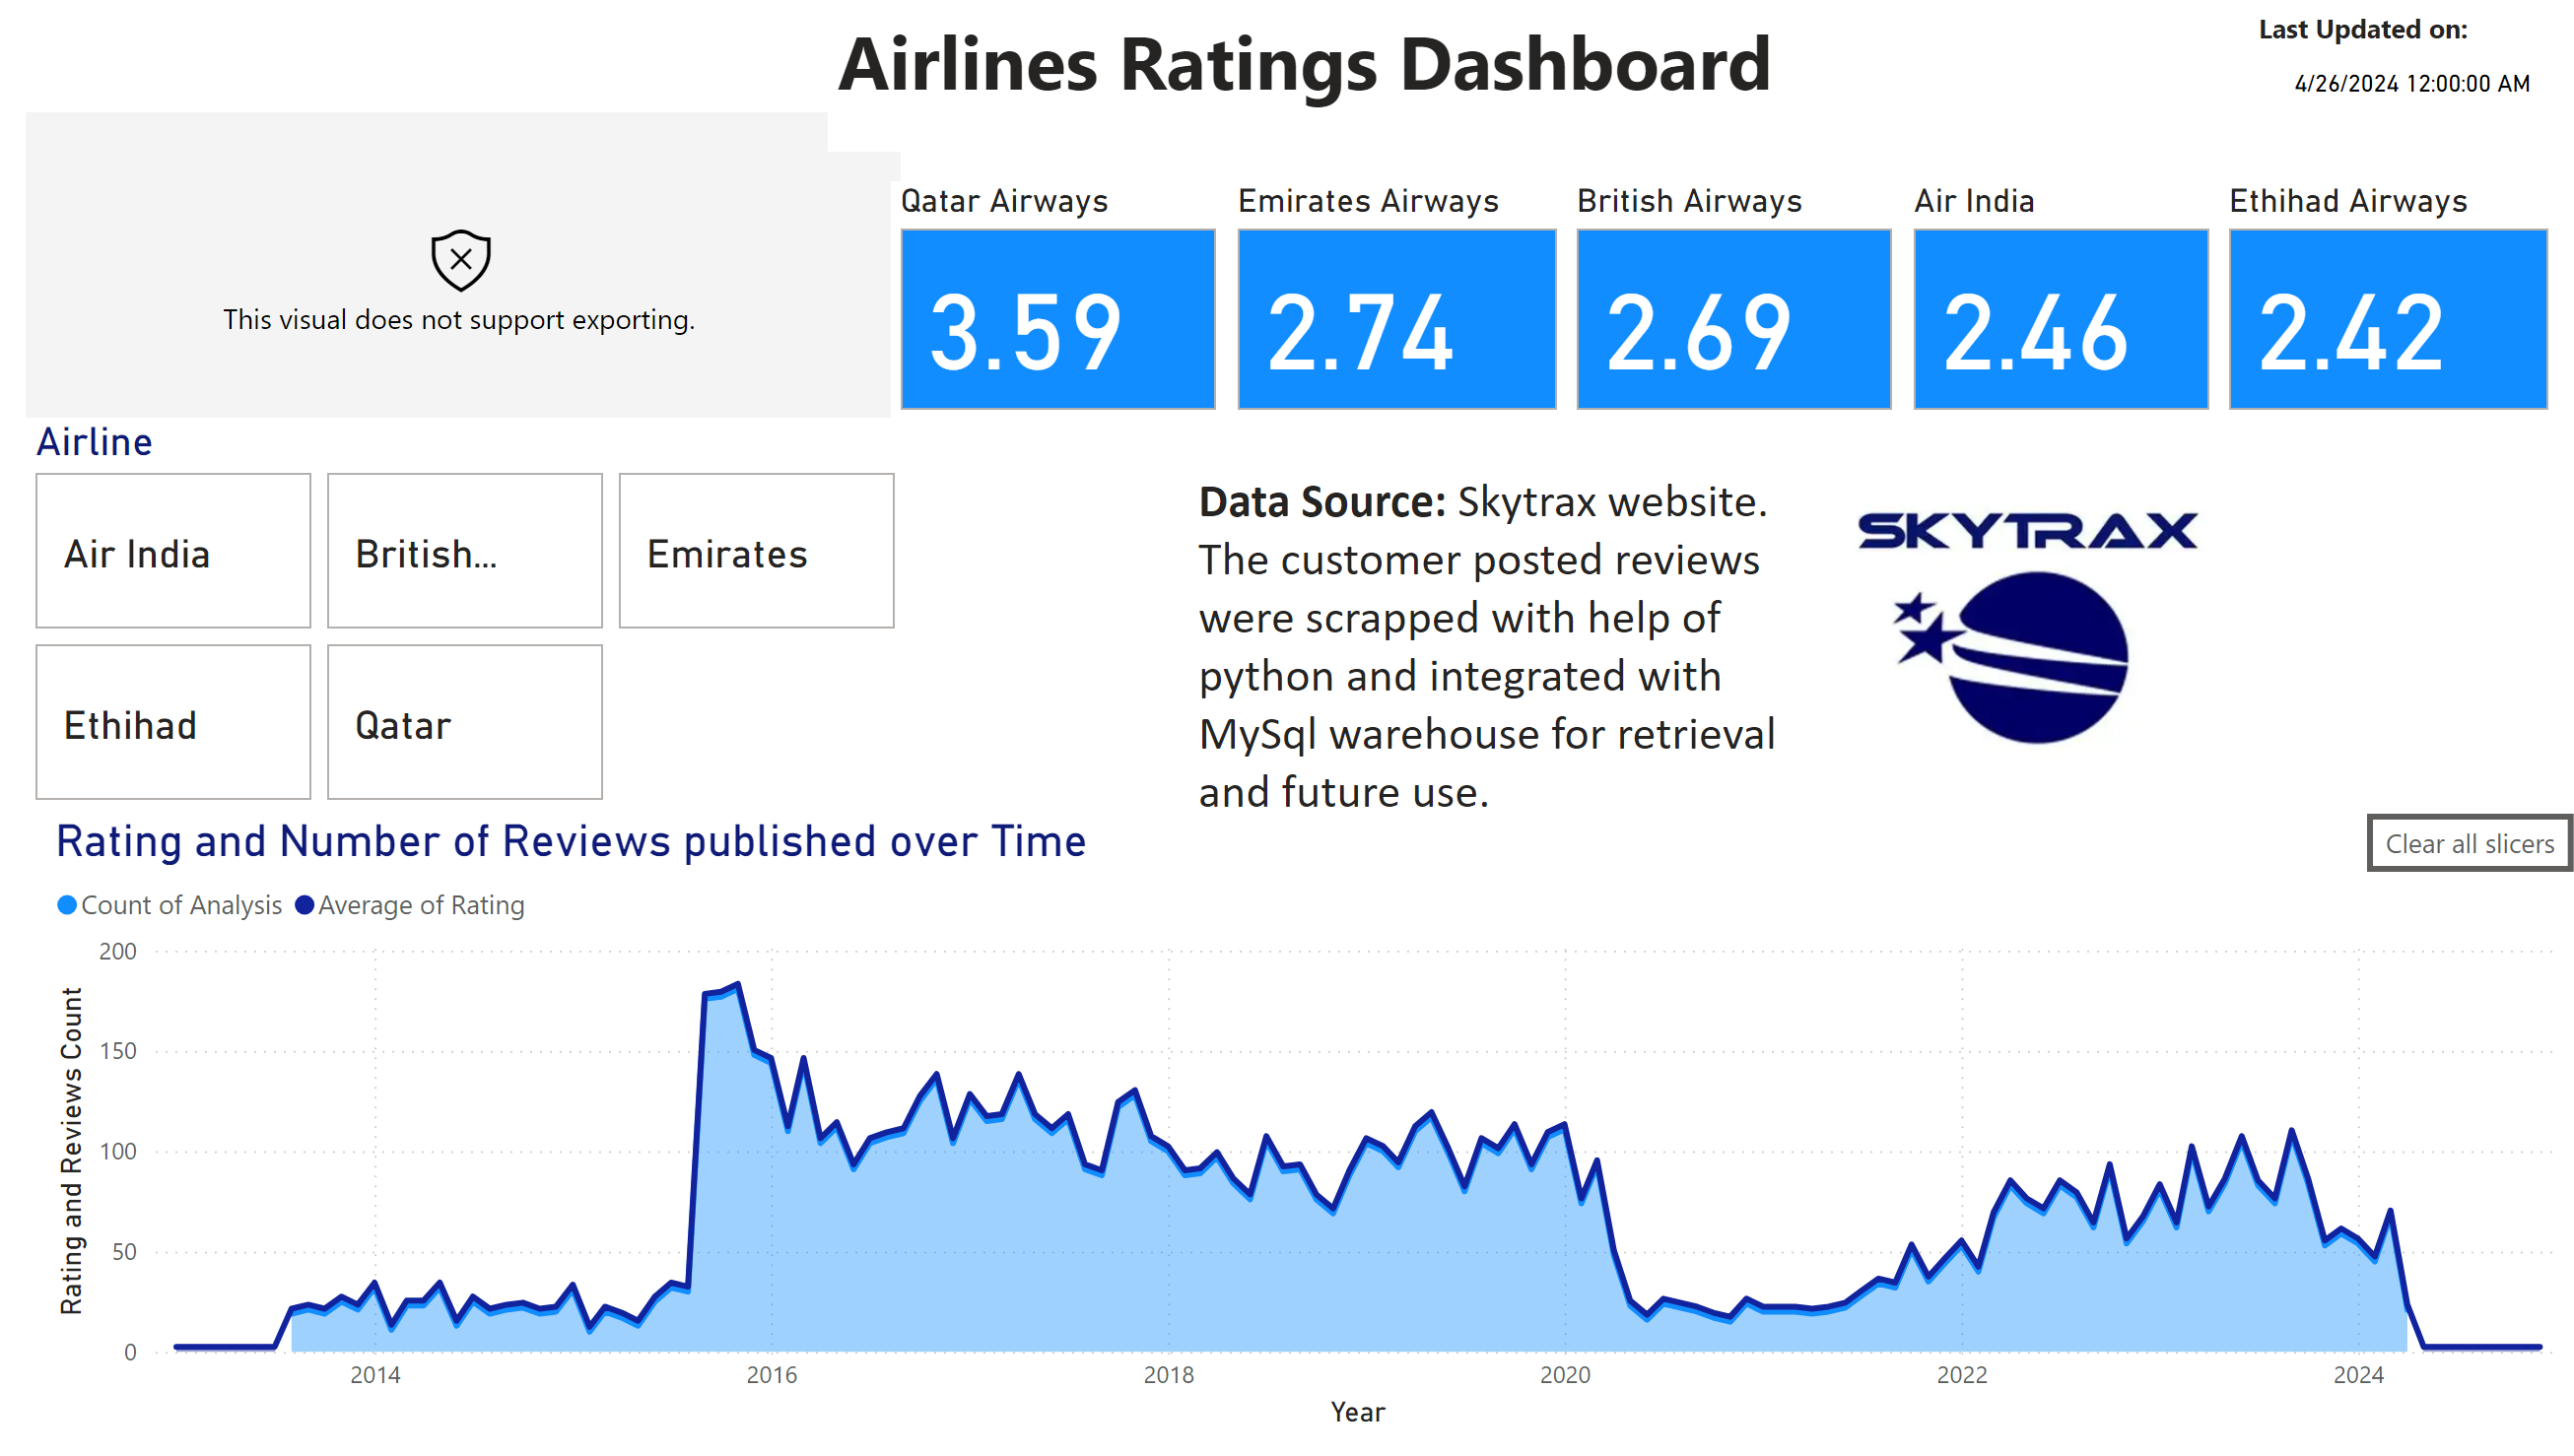 Airlines Ratings Dashboard
Last Updated on:
4/26/2024 12:00:00 AM
This visual does not support exporting.
Qatar Airways
3.59
Emirates Airways
2.74
British Airways
2.69
Air India
2.46
Ethihad Airways
2.42
Airline
Air India
British...
Emirates
Ethihad
Qatar
Data Source: Skytrax website.
The customer posted reviews
were scrapped with help of
python and integrated with
MySql warehouse for retrieval
and future use.
SKYTRAX
Rating and Number of Reviews published over Time
Clear all slicers
Count of Analysis
Average of Rating
Rating and Reviews Count
200
150
100
50
0
2014
2016
2018
2020
2022
2024
Year